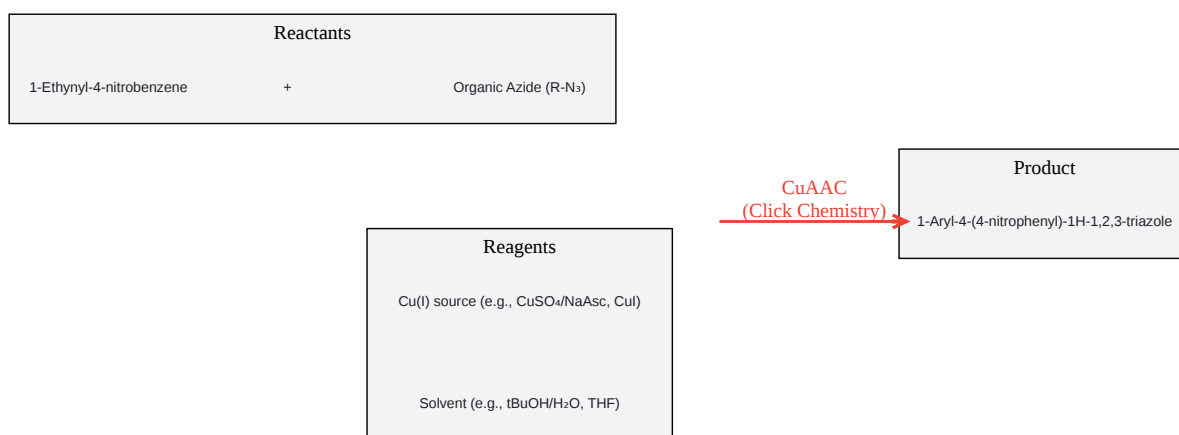 Reactants
1-Ethynyl-4-nitrobenzene + Organic Azide (R-N₃)
Product
CuAAC
(Click Chemistry)
1-Aryl-4-(4-nitrophenyl)-1H-1,2,3-triazole
Reagents
Cu(I) source (e.g., CuSO₄/NaAsc, CuI)
Solvent (e.g., tBuOH/H₂O, THF)